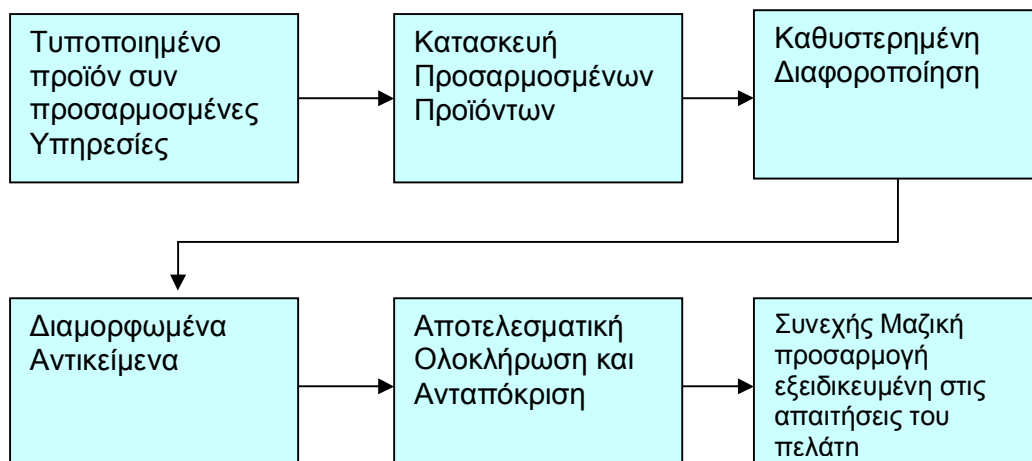 Τυποποιημένο
προϊόν συν
προσαρμοσμένες
Υπηρεσίες
Κατασκευή
Προσαρμοσμένων
Προϊόντων
Καθυστερημένη
Διαφοροποίηση
Διαμορφωμένα
Αντικείμενα
Αποτελεσματική
Ολοκλήρωση και
Ανταπόκριση
Συνεχής Μαζική
προσαρμογή
εξειδικευμένη στις
απαιτήσεις του
πελάτη